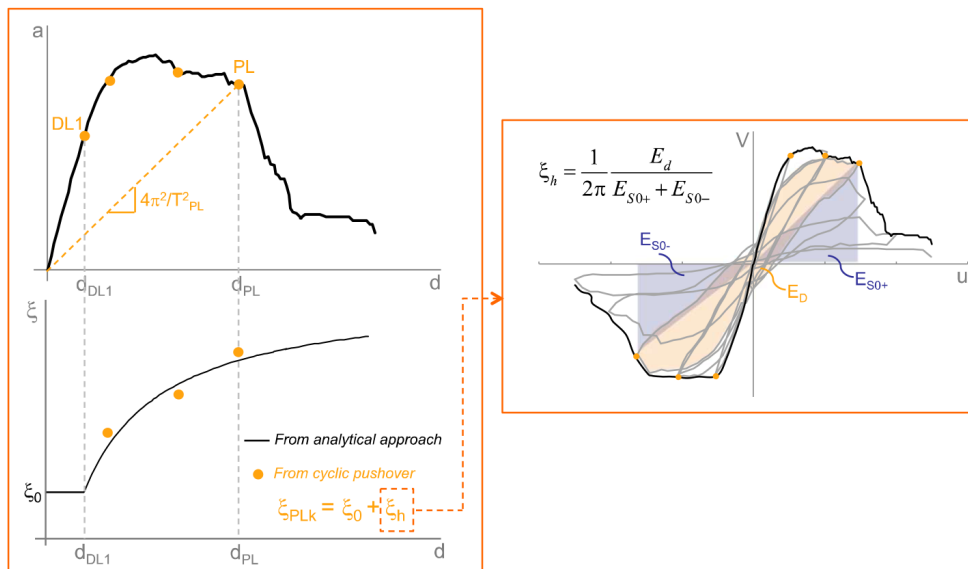 a
PL
DL1
4π²/T²PL
dDL1
dPL
d
ξ
From analytical approach
From cyclic pushover
ξ0
ξPLk = ξ0 + ξh
dDL1
dPL
d
V
ξh = 1/2π Ed/ES0+ + ES0−
ES0-
ED
ES0+
u